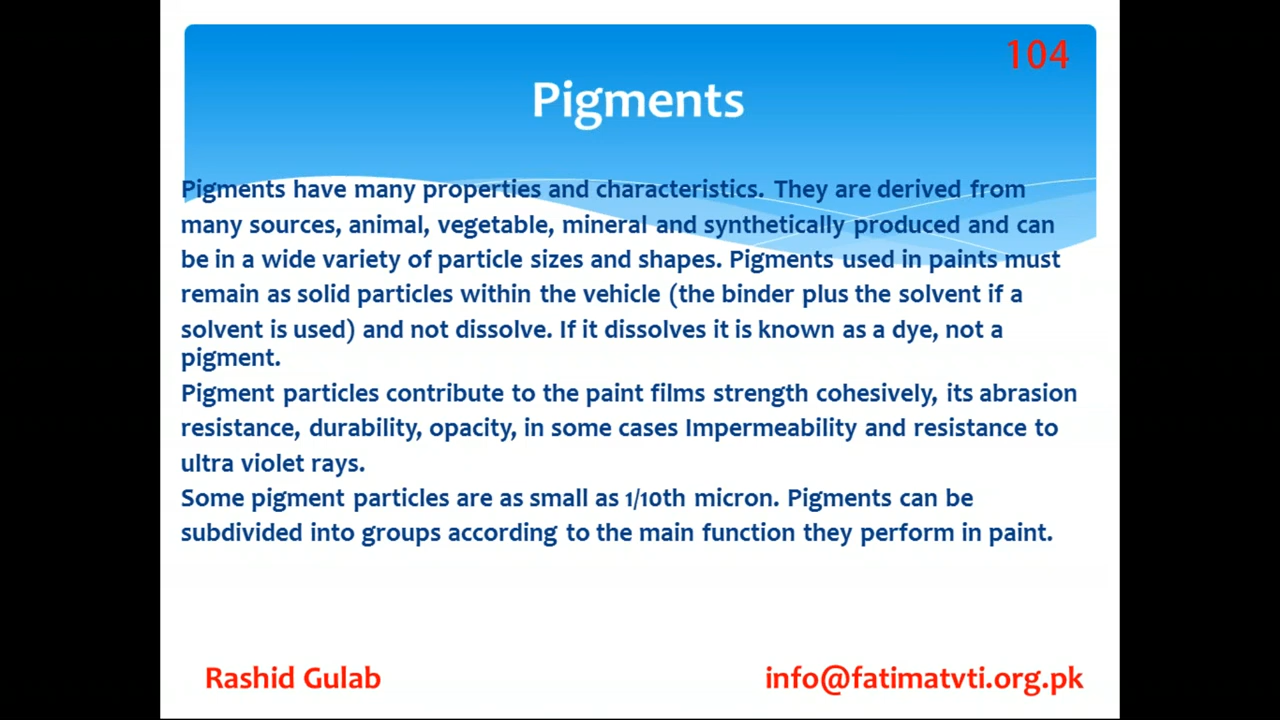 104
Pigments
Pigments have many properties and characteristics. They are derived from
many sources, animal, vegetable, mineral and synthetically produced and can
be in a wide variety of particle sizes and shapes. Pigments used in paints must
remain as solid particles within the vehicle (the binder plus the solvent if a
solvent is used) and not dissolve. If it dissolves it is known as a dye, not a
pigment.
Pigment particles contribute to the paint films strength cohesively, its abrasion
resistance, durability, opacity, in some cases Impermeability and resistance to
ultra violet rays.
Some pigment particles are as small as 1/10th micron. Pigments can be
subdivided into groups according to the main function they perform in paint.
Rashid Gulab
info@fatimatvti.org.pk